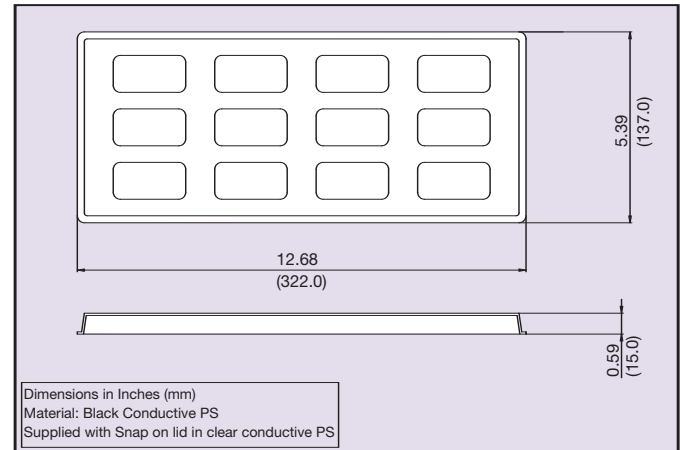 5.39
(137.0)
12.68
(322.0)
0.59
(15.0)
Dimensions in Inches (mm)
Material: Black Conductive PS
Supplied with Snap on lid in clear conductive PS